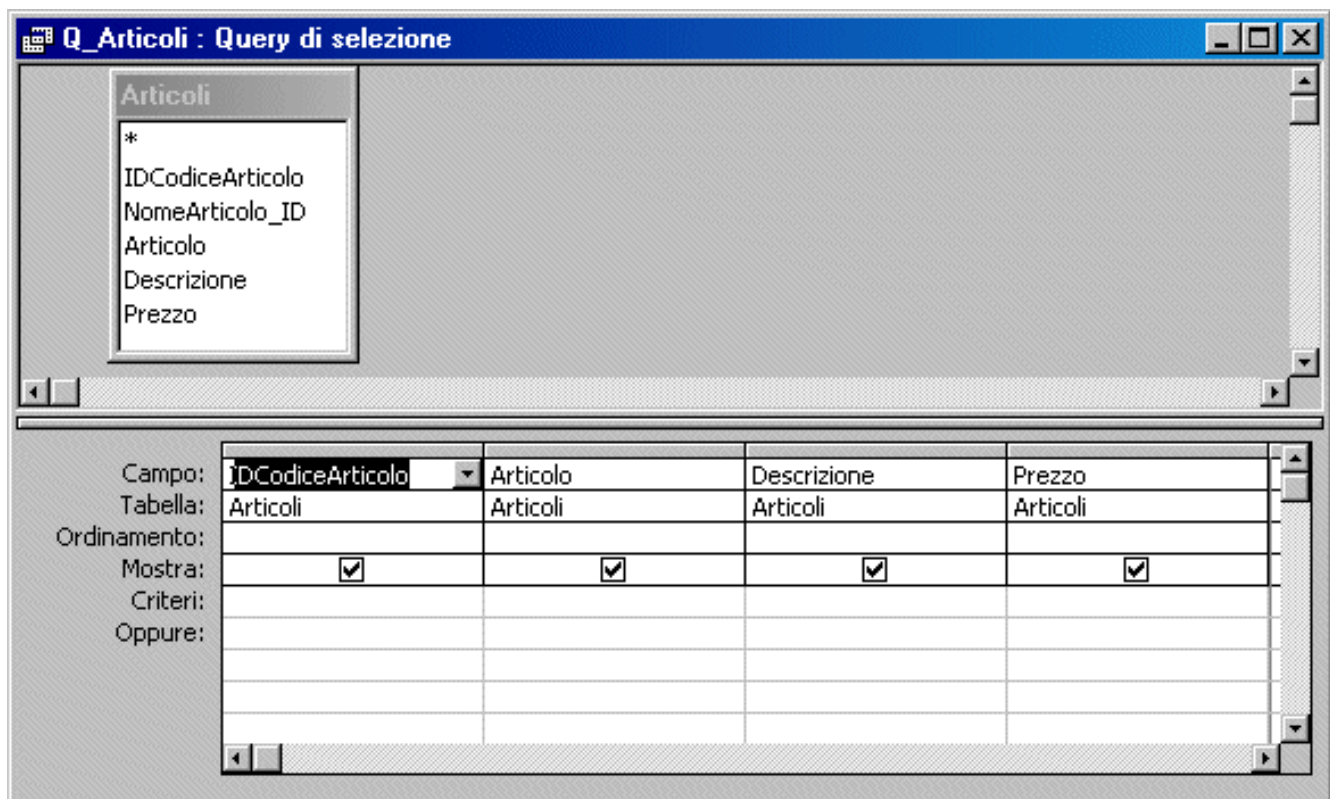 Q_Articoli : Query di selezione
Articoli
*
IDCodiceArticolo
NomeArticolo_ID
Articolo
Descrizione
Prezzo
Campo: IDCodiceArticolo Articolo Descrizione Prezzo
Tabella: Articoli Articoli Articoli Articoli
Ordinamento:
Mostra:
Criteri:
Oppure: